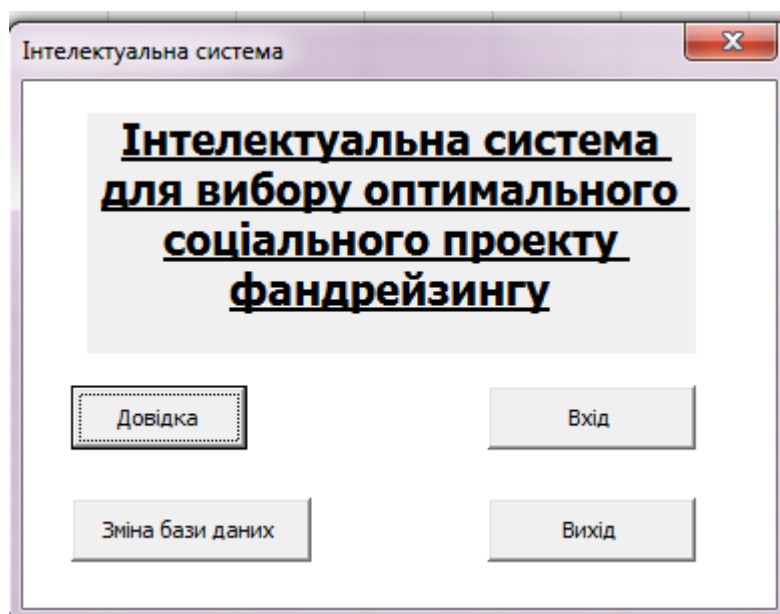 Інтелектуальна система
Інтелектуальна система
для вибору оптимального
соціального проекту
фандрейзингу
Довідка
Вхід
Зміна бази даних
Вихід